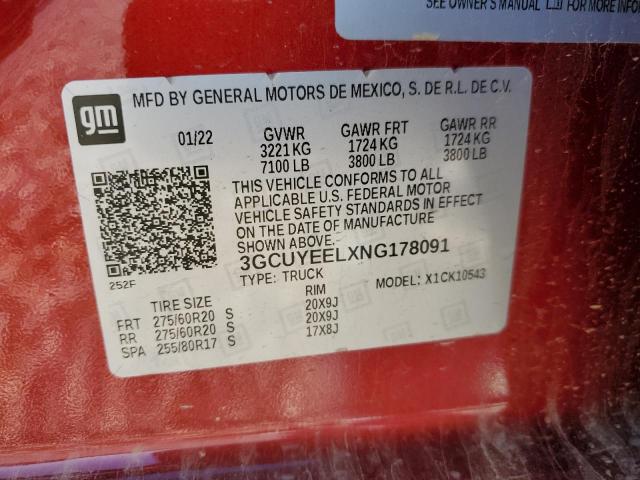 SEE OWNER'S MANUAL FOR MORE INFO
gm
MFD BY GENERAL MOTORS DE MEXICO, S. DE R.L. DE C.V.
01/22 GVWR GAWR FRT GAWR RR
3221 KG 1724 KG 1724 KG
7100 LB 3800 LB 3800 LB
THIS VEHICLE CONFORMS TO ALL
APPLICABLE U.S. FEDERAL MOTOR
VEHICLE SAFETY STANDARDS IN EFFECT
ON THE DATE OF MANUFACTURE
SHOWN ABOVE
3GCUYEELXNG178091
252F
TYPE: TRUCK MODEL: X1CK10543
TIRE SIZE RIM
FRT 275/60R20 S 20X9J
RR 275/60R20 S 20X9J
SPA 255/80R17 S 17X8J